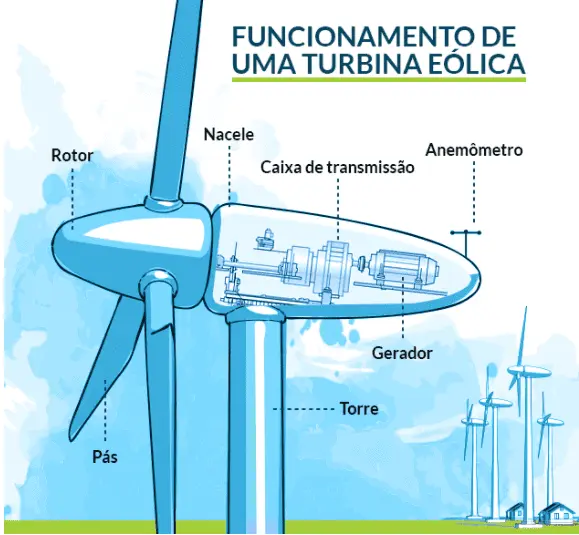 FUNCIONAMENTO DE
UMA TURBINA EÓLICA
Nacele
Rotor
Caixa de transmissão
Anemômetro
Gerador
Torre
Pás